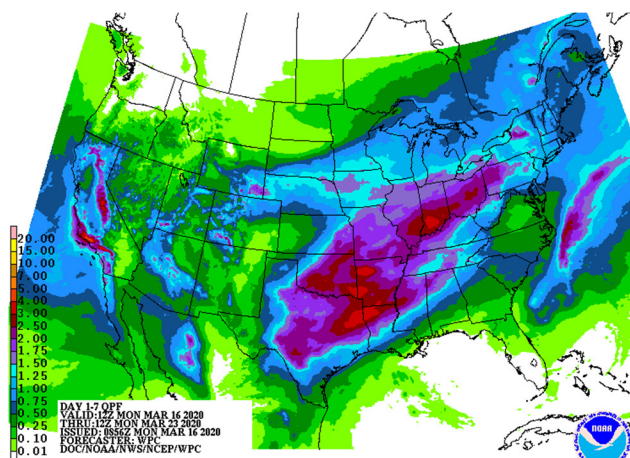 20.00
15.00
10.00
7.00
5.00
4.00
3.00
2.50
2.00
1.75
1.50
1.25
1.00
0.75
0.50
0.25
0.10
0.01
DAY 1-7 QPF
VALID:12Z MON MAR 16 2020
THRU:12Z MON MAR 23 2020
ISSUED: 0856Z MON MAR 16 2020
FORECASTER: WPC
DOC/NOAA/NWS/NCEP/WPC
NOAA